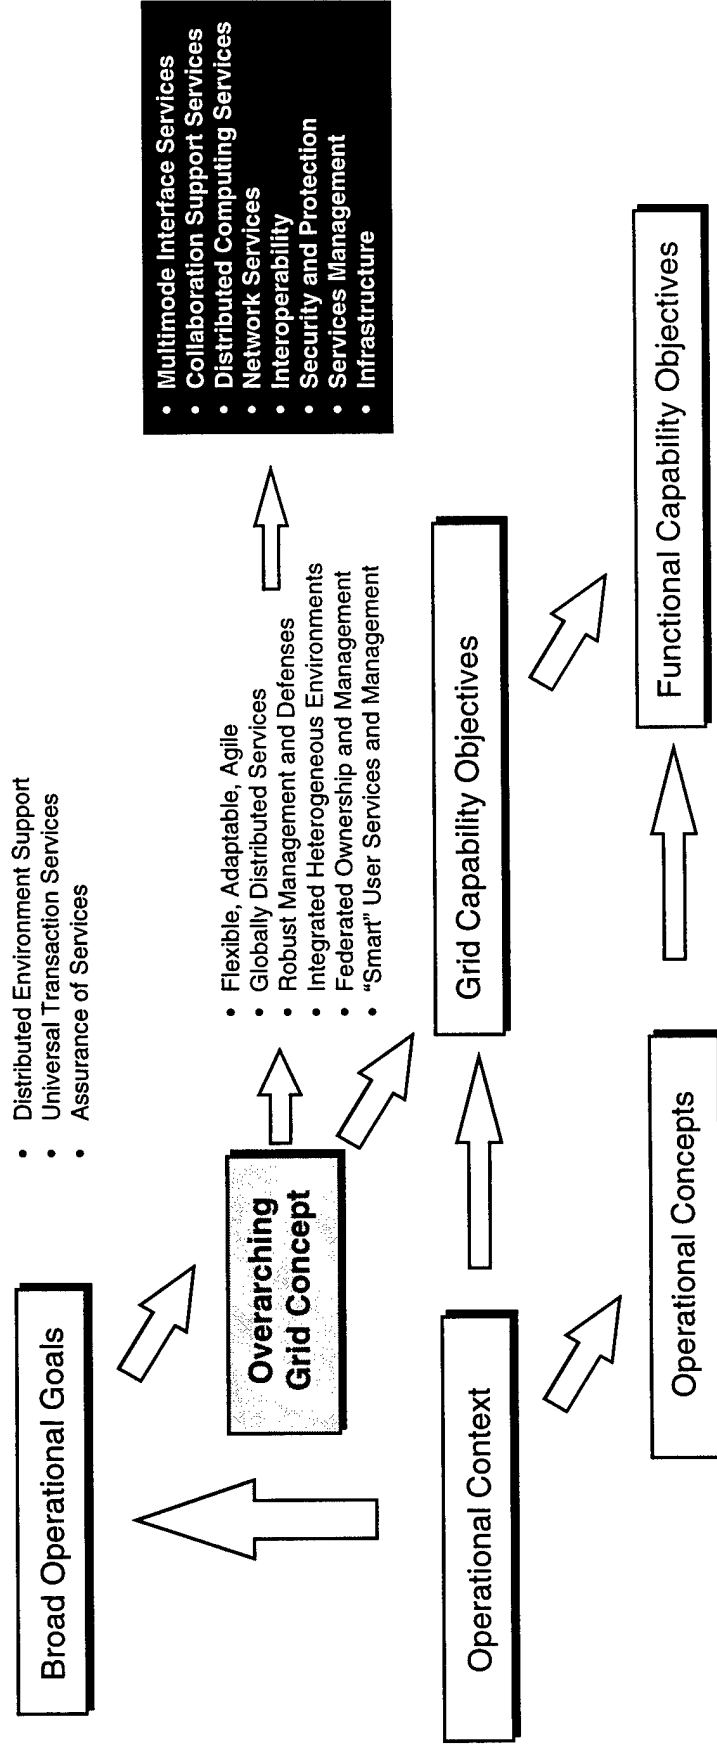 Broad Operational Goals
• Distributed Environment Support
• Universal Transaction Services
• Assurance of Services
Overarching
Grid Concept
• Flexible, Adaptable, Agile
• Globally Distributed Services
• Robust Management and Defenses
• Integrated Heterogeneous Environments
• Federated Ownership and Management
• “Smart” User Services and Management
• Multimode Interface Services
• Collaboration Support Services
• Distributed Computing Services
• Network Services
• Interoperability
• Security and Protection
• Services Management
• Infrastructure
Operational Context
Grid Capability Objectives
Operational Concepts
Functional Capability Objectives